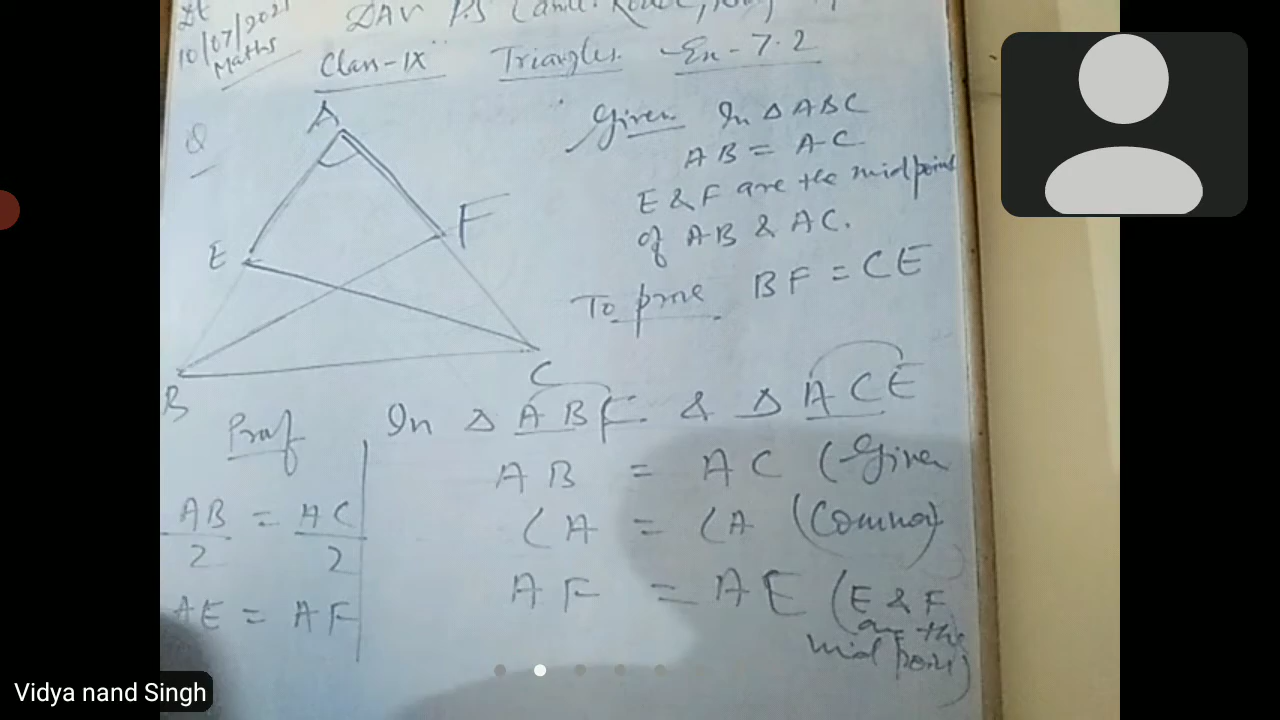 Dt
10/07/2021
Maths
DAV P.S
Class-IX Triangles. Ex-7.2
Q
A
E
F
B
C
Given In Δ ABC
AB = AC
E & F are the midpoint
of AB & AC.
To prove BF = CE
Proof In Δ ABF & Δ ACE
AB = AC (Given
∠A = ∠A (Common)
AF = AE (E & F
are the
mid point)
AB/2 = AC/2
AE = AF
Vidya nand Singh